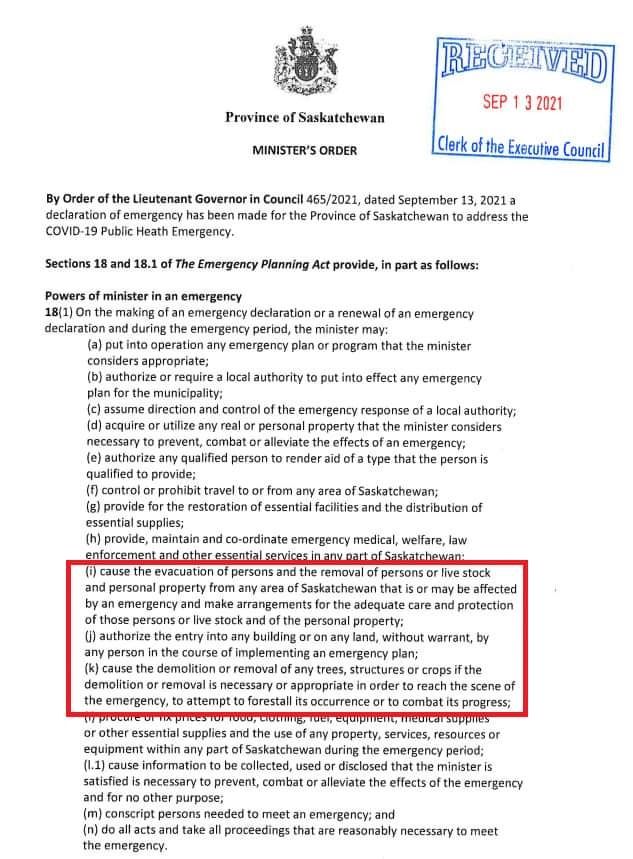 RECEIVED
SEP 13 2021
Clerk of the Executive Council
Province of Saskatchewan
MINISTER'S ORDER
By Order of the Lieutenant Governor in Council 465/2021, dated September 13, 2021 a
declaration of emergency has been made for the Province of Saskatchewan to address the
COVID-19 Public Heath Emergency.
Sections 18 and 18.1 of The Emergency Planning Act provide, in part as follows:
Powers of minister in an emergency
18(1) On the making of an emergency declaration or a renewal of an emergency
declaration and during the emergency period, the minister may:
(a) put into operation any emergency plan or program that the minister
considers appropriate;
(b) authorize or require a local authority to put into effect any emergency
plan for the municipality;
(c) assume direction and control of the emergency response of a local authority;
(d) acquire or utilize any real or personal property that the minister considers
necessary to prevent, combat or alleviate the effects of an emergency;
(e) authorize any qualified person to render aid of a type that the person is
qualified to provide;
(f) control or prohibit travel to or from any area of Saskatchewan;
(g) provide for the restoration of essential facilities and the distribution of
essential supplies;
(h) provide, maintain and co-ordinate emergency medical, welfare, law
enforcement and other essential services in any part of Saskatchewan;
(i) cause the evacuation of persons and the removal of persons or live stock
and personal property from any area of Saskatchewan that is or may be affected
by an emergency and make arrangements for the adequate care and protection
of those persons or live stock and of the personal property;
(j) authorize the entry into any building or on any land, without warrant, by
any person in the course of implementing an emergency plan;
(k) cause the demolition or removal of any trees, structures or crops if the
demolition or removal is necessary or appropriate in order to reach the scene of
the emergency, to attempt to forestall its occurrence or to combat its progress;
(l) procure or fix prices for food, clothing, fuel, equipment, medical supplies
or other essential supplies and the use of any property, services, resources or
equipment within any part of Saskatchewan during the emergency period;
(l.1) cause information to be collected, used or disclosed that the minister is
satisfied is necessary to prevent, combat or alleviate the effects of the emergency
and for no other purpose;
(m) conscript persons needed to meet an emergency; and
(n) do all acts and take all proceedings that are reasonably necessary to meet
the emergency.